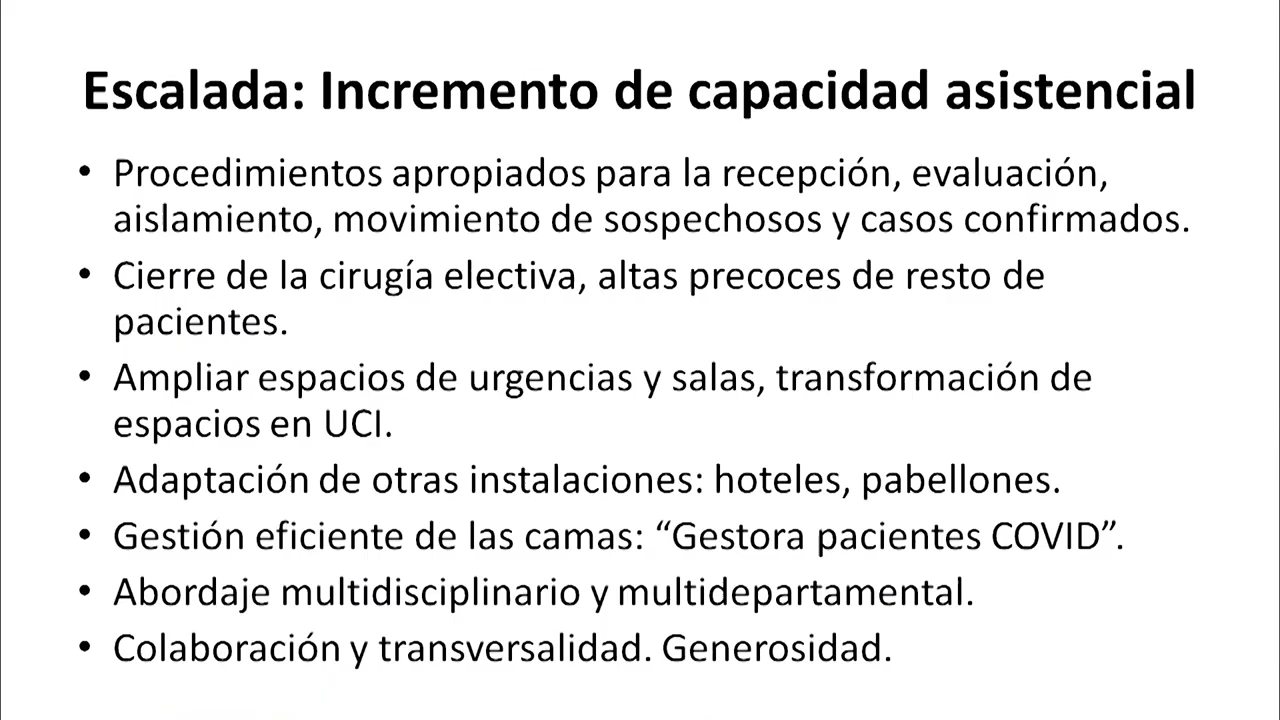 Escalada: Incremento de capacidad asistencial
• Procedimientos apropiados para la recepción, evaluación,
aislamiento, movimiento de sospechosos y casos confirmados.
• Cierre de la cirugía electiva, altas precoces de resto de
pacientes.
• Ampliar espacios de urgencias y salas, transformación de
espacios en UCI.
• Adaptación de otras instalaciones: hoteles, pabellones.
• Gestión eficiente de las camas: “Gestora pacientes COVID”.
• Abordaje multidisciplinario y multidepartamental.
• Colaboración y transversalidad. Generosidad.